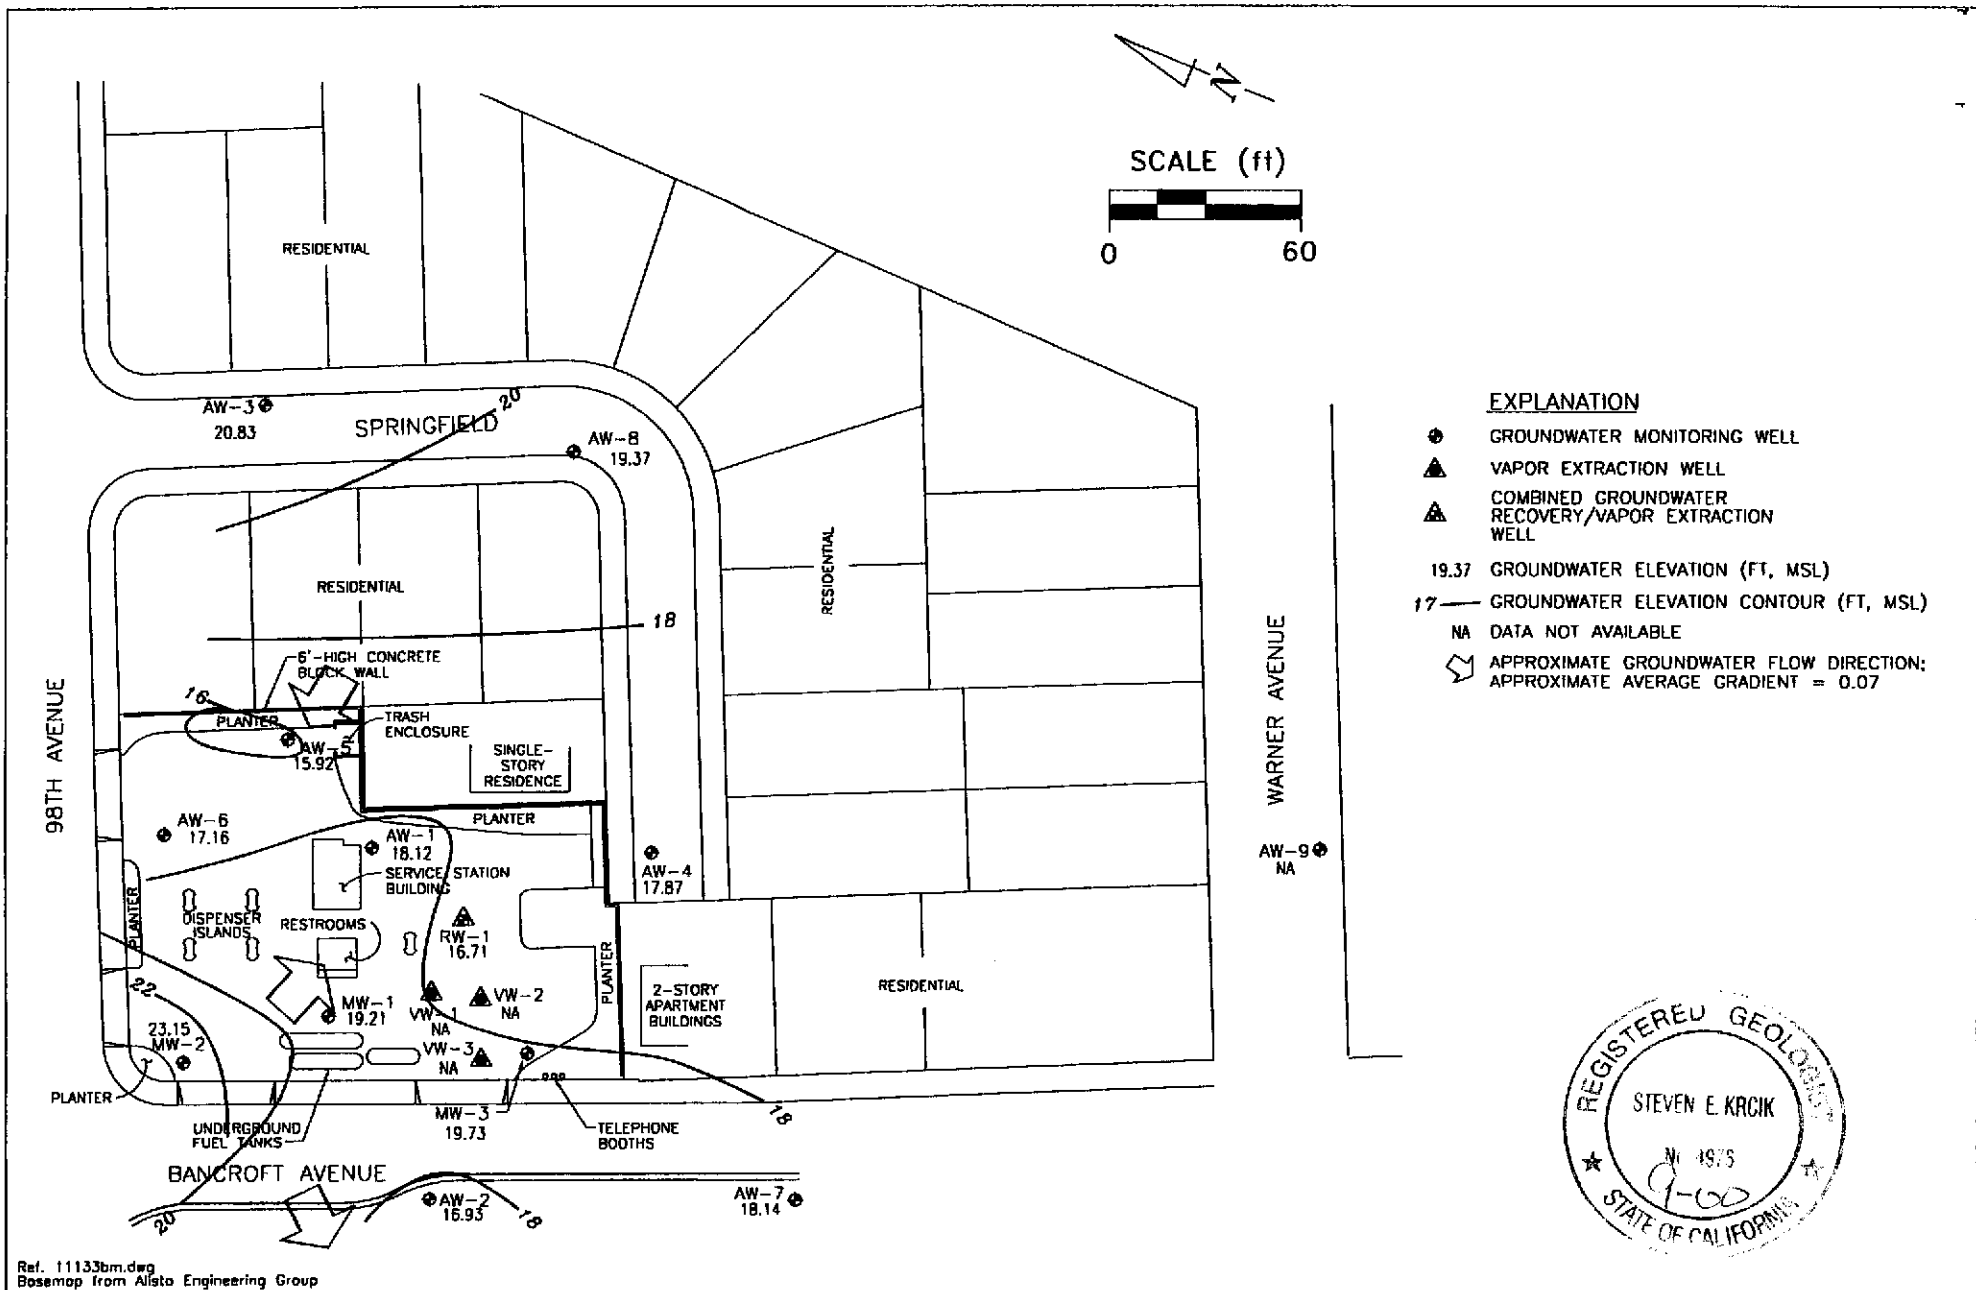 N
SCALE (ft)
0 60
RESIDENTIAL
AW-3
20.83
SPRINGFIELD
20
AW-8
19.37
EXPLANATION
GROUNDWATER MONITORING WELL
VAPOR EXTRACTION WELL
COMBINED GROUNDWATER
RECOVERY/VAPOR EXTRACTION
WELL
19.37 GROUNDWATER ELEVATION (FT, MSL)
17 GROUNDWATER ELEVATION CONTOUR (FT, MSL)
NA DATA NOT AVAILABLE
APPROXIMATE GROUNDWATER FLOW DIRECTION;
APPROXIMATE AVERAGE GRADIENT = 0.07
RESIDENTIAL
RESIDENTIAL
18
6'-HIGH CONCRETE
BLOCK WALL
16
PLANTER
TRASH
ENCLOSURE
AW-5
15.92
SINGLE-
STORY
RESIDENCE
98TH AVENUE
WARNER AVENUE
AW-6
17.16
PLANTER
AW-1
18.12
SERVICE STATION
BUILDING
AW-4
17.87
AW-9
NA
PLANTER
DISPENSER
ISLANDS
RESTROOMS
RW-1
16.71
PLANTER
22
MW-1
19.21
VW-1
NA
VW-2
NA
2-STORY
APARTMENT
BUILDINGS
RESIDENTIAL
23.15
MW-2
VW-3
NA
PLANTER
UNDERGROUND
FUEL TANKS
MW-3
19.73
TELEPHONE
BOOTHS
18
BANCROFT AVENUE
20
AW-2
16.93
18
AW-7
18.14
REGISTERED GEOLOGIST
STEVEN E. KRCIK
STATE OF CALIFORNIA
Ref. 11133bm.dwg
Basemap from Alisto Engineering Group